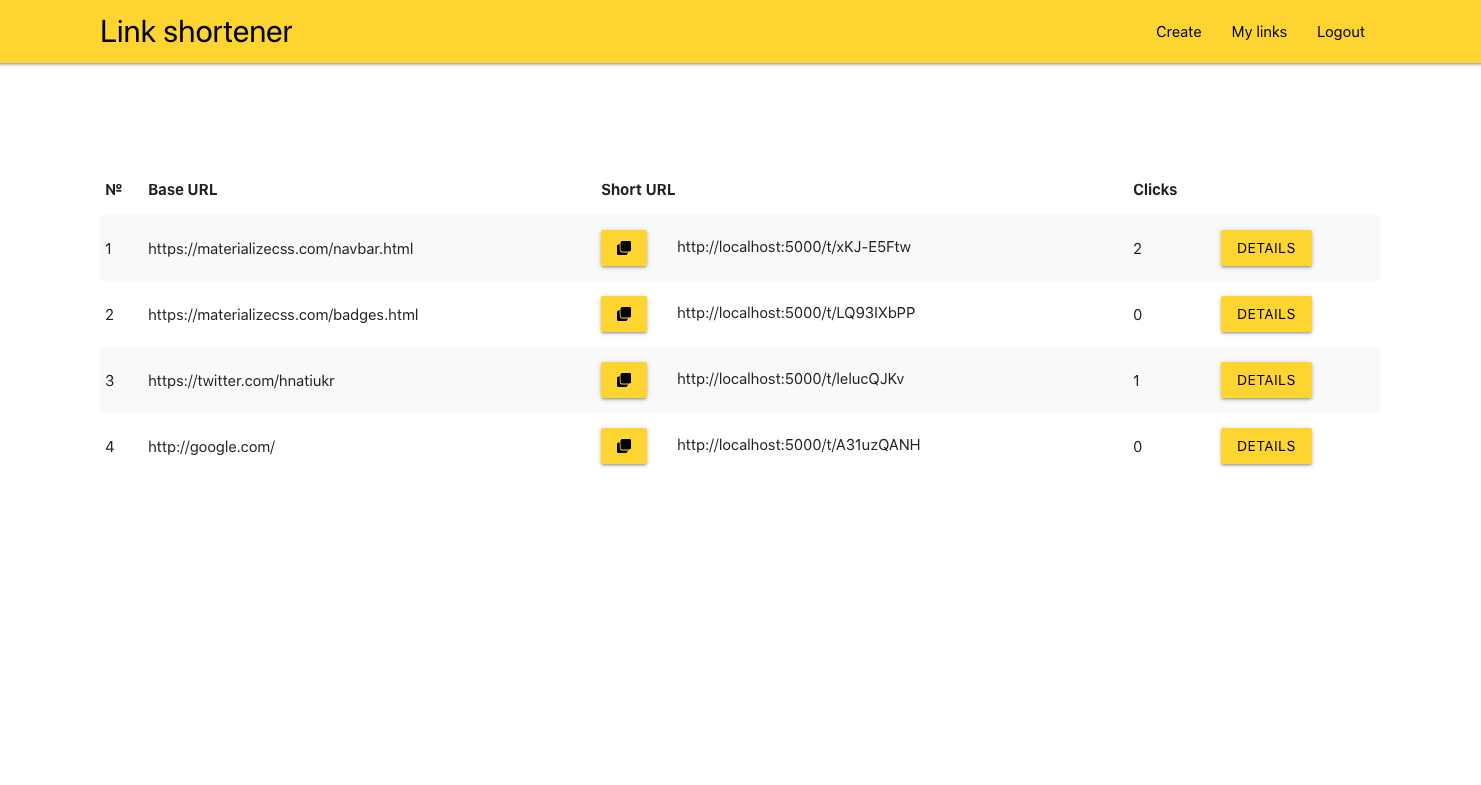 Link shortener Create My links Logout
№ Base URL Short URL Clicks
1 https://materializecss.com/navbar.html http://localhost:5000/t/xKJ-E5Ftw 2 DETAILS
2 https://materializecss.com/badges.html http://localhost:5000/t/LQ93IXbPP 0 DETAILS
3 https://twitter.com/hnatiukr http://localhost:5000/t/lelucQJKv 1 DETAILS
4 http://google.com/ http://localhost:5000/t/A31uzQANH 0 DETAILS